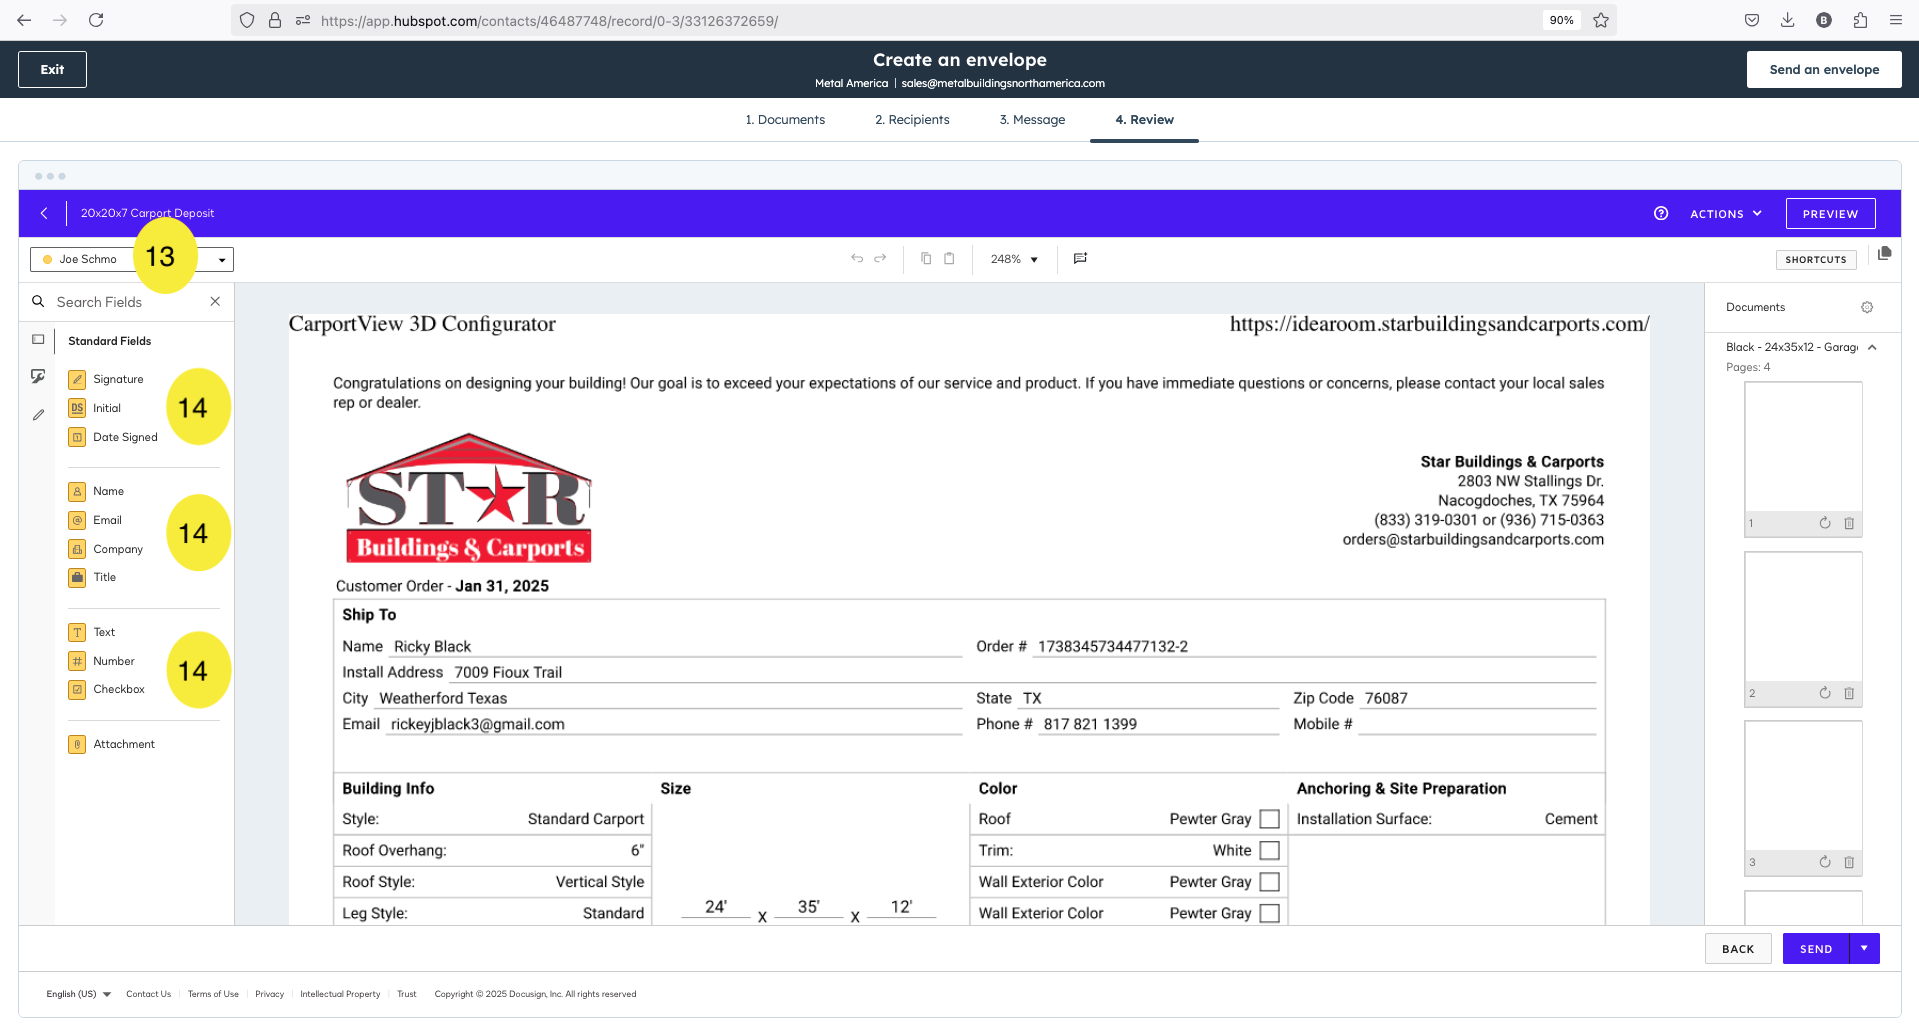 https://app.hubspot.com/contacts/46487748/record/0-3/33126372659/
90%
B
Exit
Create an envelope
Metal America | sales@metalbuildingsnorthamerica.com
Send an envelope
1. Documents
2. Recipients
3. Message
4. Review
20x20x7 Carport Deposit
ACTIONS
PREVIEW
Joe Schmo
13
248%
SHORTCUTS
Search Fields
Standard Fields
Signature
Initial
DS
Date Signed
14
Name
Email
Company
Title
14
Text
Number
Checkbox
14
Attachment
CarportView 3D Configurator
https://idearoom.starbuildingsandcarports.com/
Congratulations on designing your building! Our goal is to exceed your expectations of our service and product. If you have immediate questions or concerns, please contact your local sales
rep or dealer.
STAR
Buildings & Carports
Star Buildings & Carports
2803 NW Stallings Dr.
Nacogdoches, TX 75964
(833) 319-0301 or (936) 715-0363
orders@starbuildingsandcarports.com
Customer Order - Jan 31, 2025
Ship To
Name Ricky Black
Order # 1738345734477132-2
Install Address 7009 Fioux Trail
City Weatherford Texas
State TX
Zip Code 76087
Email rickeyjblack3@gmail.com
Phone # 817 821 1399
Mobile #
Building Info
Size
Color
Anchoring & Site Preparation
Style: Standard Carport
Roof Pewter Gray
Installation Surface: Cement
Roof Overhang: 6"
Trim: White
Roof Style: Vertical Style
Wall Exterior Color Pewter Gray
Leg Style: Standard
24' x 35' x 12'
Wall Exterior Color Pewter Gray
Documents
Black - 24x35x12 - Garag
Pages: 4
1
2
3
BACK
SEND
English (US)
Contact Us
Terms of Use
Privacy
Intellectual Property
Trust
Copyright © 2025 Docusign, Inc. All rights reserved